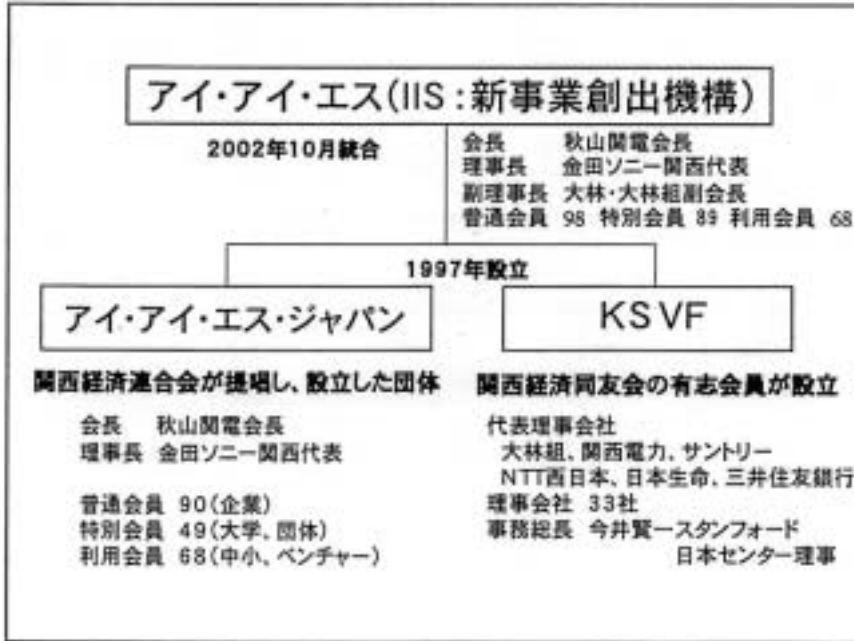 アイ・アイ・エス(IIS:新事業創出機構)
2002年10月統合
会長 秋山関電会長
理事長 金田ソニー関西代表
副理事長 大林・大林組副会長
普通会員 98 特別会員 89 利用会員 68
1997年設立
アイ・アイ・エス・ジャパン
関西経済連合会が提唱し、設立した団体
会長 秋山関電会長
理事長 金田ソニー関西代表
普通会員 90(企業)
特別会員 49(大学、団体)
利用会員 68(中小、ベンチャー)
KSVF
関西経済同友会の有志会員が設立
代表理事会社
大林組、関西電力、サントリー
NTT西日本、日本生命、三井住友銀行
理事会社 33社
事務総長 今井賢一スタンフォード
日本センター理事